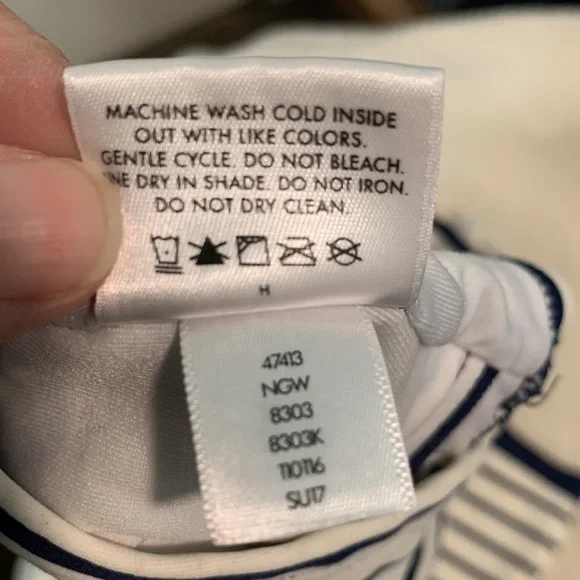 MACHINE WASH COLD INSIDE
OUT WITH LIKE COLORS.
GENTLE CYCLE. DO NOT BLEACH.
INE DRY IN SHADE. DO NOT IRON.
DO NOT DRY CLEAN.
H
47413
NGW
8303
8303K
110116
SU17